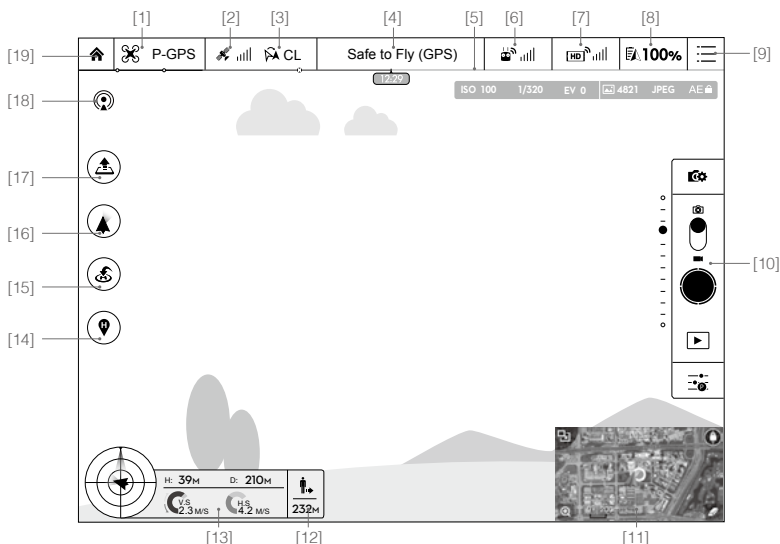 [1] [2] [3] [4] [5] [6] [7] [8]
[19] P-GPS CL Safe to Fly (GPS) HD 100% [9]
12:29
ISO 100 1/320 EV 0 4821 JPEG AE
[18]
[17]
[16]
[10]
[15]
[14]
H
P
H: 39M D: 210M
V.S 2.3 M/S H.S 4.2 M/S 232M
[13] [12] [11]